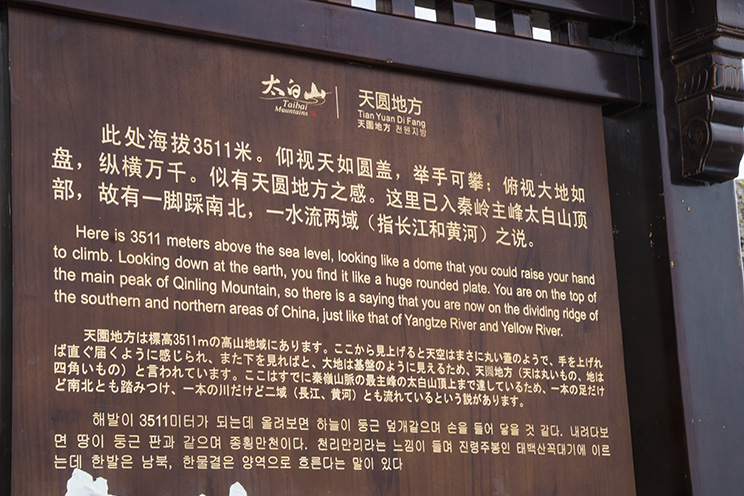 太白山
Taibai
Mountains
天圆地方
Tian Yuan Di Fang
天圓地方 천원지방
此处海拔3511米。仰视天如圆盖，举手可攀；俯视大地如
盘，纵横万千。似有天圆地方之感。这里已入秦岭主峰太白山顶
部，故有一脚踩南北，一水流两域（指长江和黄河）之说。
Here is 3511 meters above the sea level, looking like a dome that you could raise your hand
to climb. Looking down at the earth, you find it like a huge rounded plate. You are on the top of
the main peak of Qinling Mountain, so there is a saying that you are now on the dividing ridge of
the southern and northern areas of China, just like that of Yangtze River and Yellow River.
天圓地方は標高3511mの高山地域にあります。ここから見上げると天空はまさに丸い蓋のようで、手を上げれ
ば直ぐ届くように感じられ、また下を見ればと、大地は基盤のように見えるため、天圓地方（天は丸いもの、地は
四角いもの）と言われています。ここはすでに秦嶺山脈の最主峰の太白山頂上まで達しているため、一本の足だけ
ど南北とも踏みつけ、一本の川だけど二域（長江、黄河）とも流れているという説があります。
해발이 3511미터가 되는데 올려보면 하늘이 둥근 덮개같으며 손을 들어 닿을 것 같다. 내려다보
면 땅이 둥근 판과 같으며 종횡만천이다. 천리만리라는 느낌이 들며 진령주봉인 태백산꼭대기에 이르
는데 한발은 남북, 한물결은 양역으로 흐른다는 말이 있다